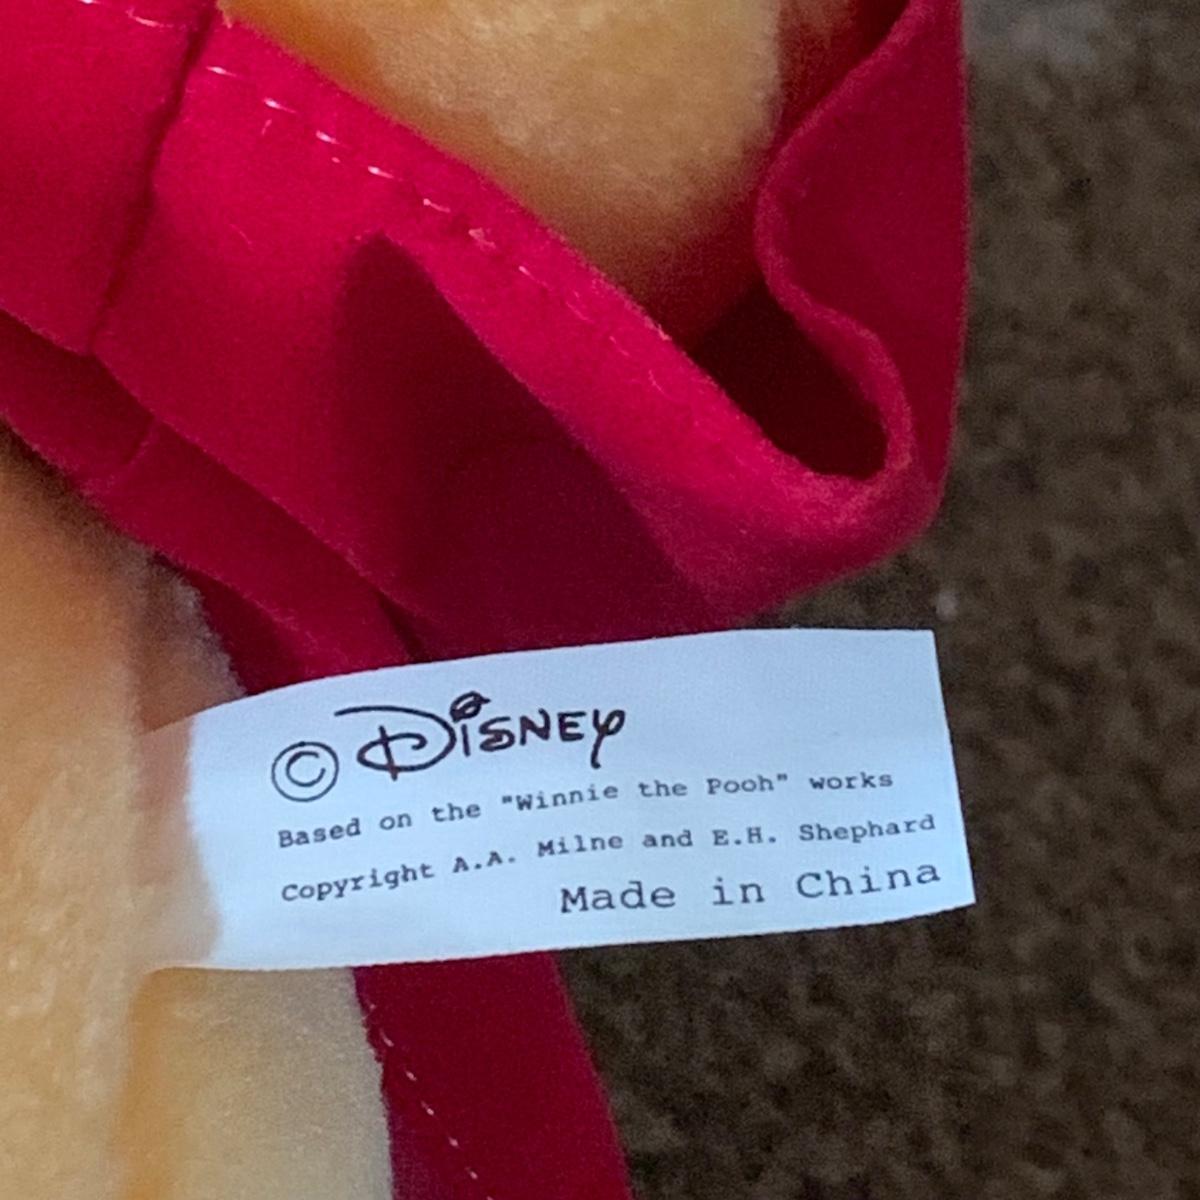 © Disney
Based on the "Winnie the Pooh" works
Copyright A.A. Milne and E.H. Shephard
Made in China